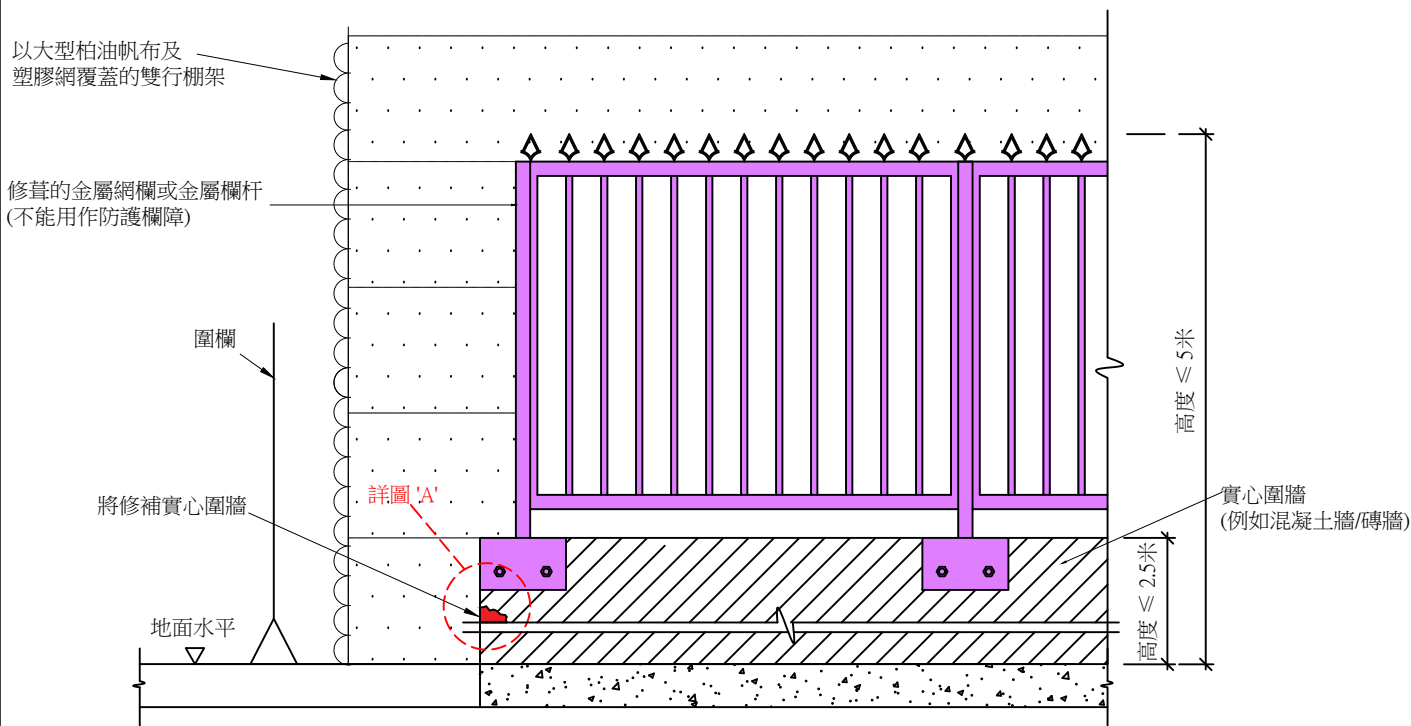 以大型柏油帆布及
塑膠網覆蓋的雙行棚架
修葺的金屬網欄或金屬欄杆
(不能用作防護欄障)
圍欄
高度 ≤ 5米
詳圖 'A'
將修補實心圍牆
實心圍牆
(例如混凝土牆/磚牆)
高度 ≤ 2.5米
地面水平